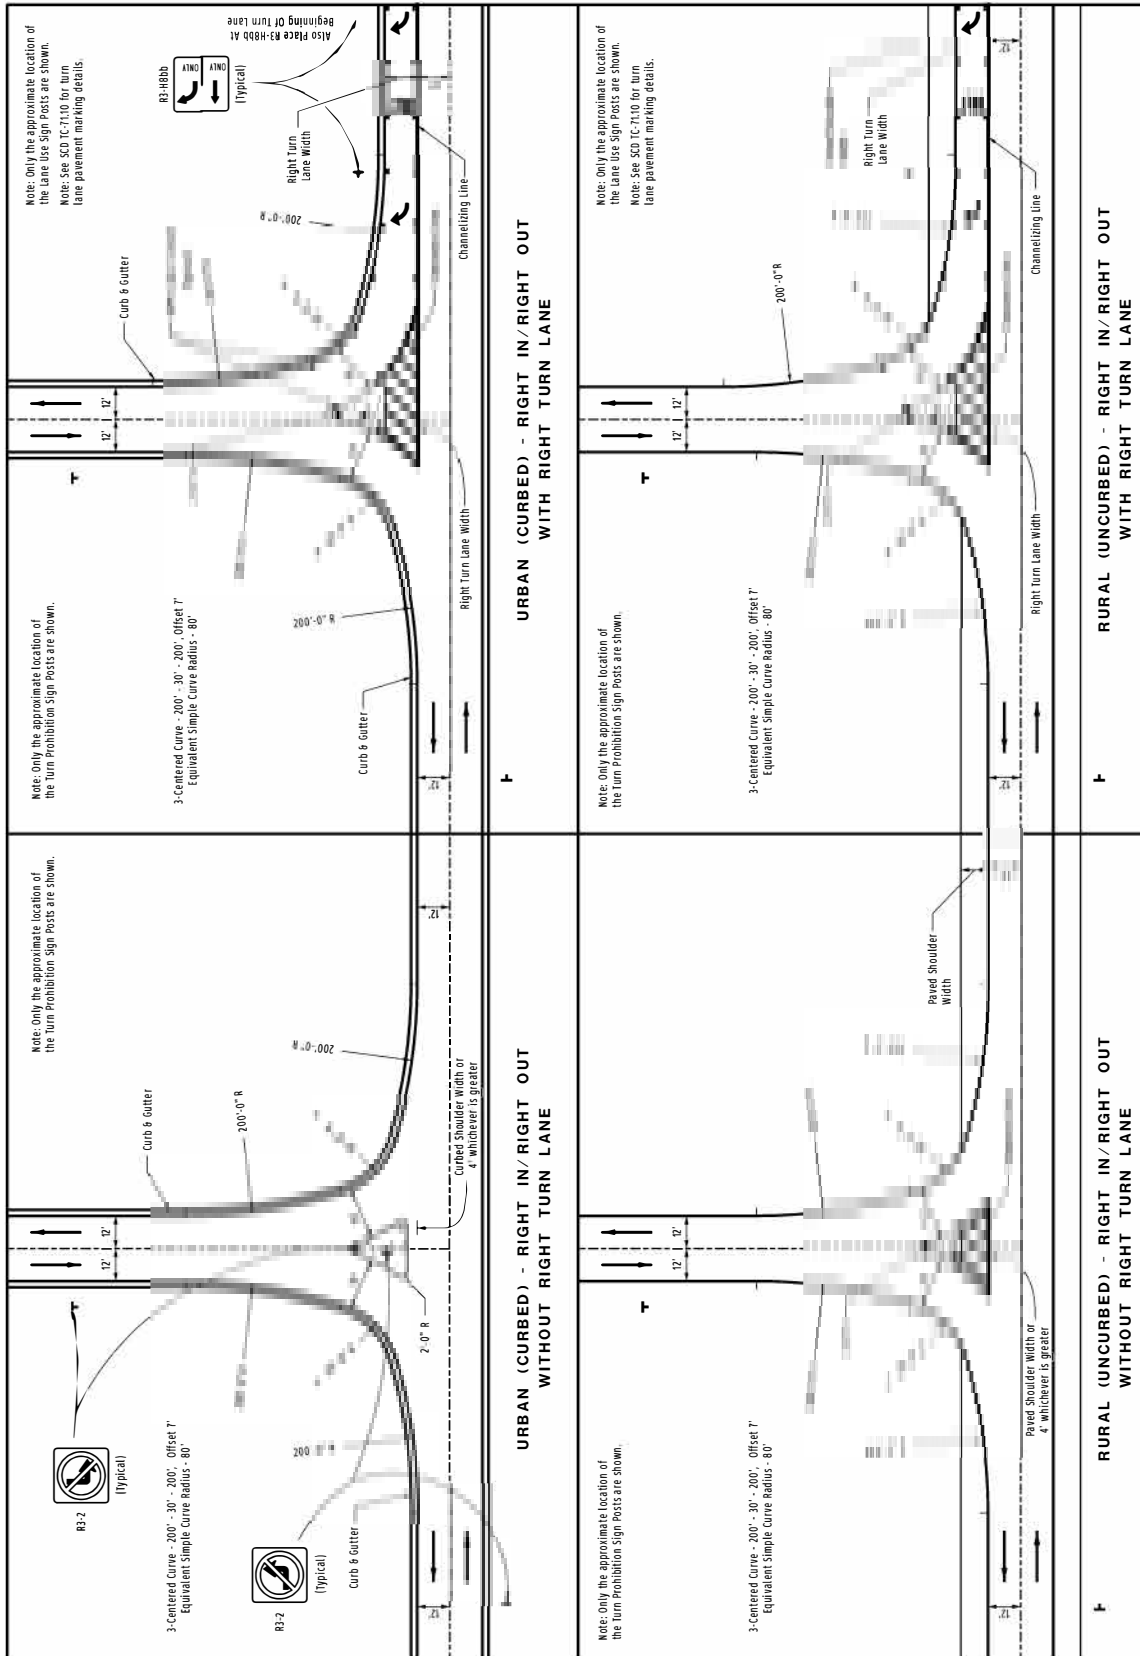 Note: Only the approximate location of
the Turn Prohibition Sign Posts are shown.
R3-2
(Typical)
Curb & Gutter
12'
12'
3-Centered Curve - 200' - 30' - 200', Offset 7'
Equivalent Simple Curve Radius - 80'
200'-0" R
R3-2
(Typical)
200'-0" R
Curb & Gutter
2'-0" R
12'
12'
Curbed Shoulder Width or
4' whichever is greater
URBAN (CURBED) - RIGHT IN/RIGHT OUT
WITHOUT RIGHT TURN LANE
Note: Only the approximate location of
the Turn Prohibition Sign Posts are shown.
Note: Only the approximate location of
the Lane Use Sign Posts are shown.
Note: See SCD TC-71.10 for turn
lane pavement marking details.
Curb & Gutter
12'
12'
R3-H8bb
ONLY
ONLY
(Typical)
Also Place R3-H8bb At
Beginning Of Turn Lane
3-Centered Curve - 200' - 30' - 200', Offset 7'
Equivalent Simple Curve Radius - 80'
Right Turn
Lane Width
200'-0" R
200'-0" R
Curb & Gutter
12'
Right Turn Lane Width
Channelizing Line
URBAN (CURBED) - RIGHT IN/RIGHT OUT
WITH RIGHT TURN LANE
Note: Only the approximate location of
the Turn Prohibition Sign Posts are shown.
12'
12'
3-Centered Curve - 200' - 30' - 200', Offset 7'
Equivalent Simple Curve Radius - 80'
Paved Shoulder
Width
12'
Paved Shoulder Width or
4' whichever is greater
RURAL (UNCURBED) - RIGHT IN/RIGHT OUT
WITHOUT RIGHT TURN LANE
Note: Only the approximate location of
the Turn Prohibition Sign Posts are shown.
Note: Only the approximate location of
the Lane Use Sign Posts are shown.
Note: See SCD TC-71.10 for turn
lane pavement marking details.
12'
12'
3-Centered Curve - 200' - 30' - 200', Offset 7'
Equivalent Simple Curve Radius - 80'
200'-0" R
Right Turn
Lane Width
12'
12'
Right Turn Lane Width
Channelizing Line
RURAL (UNCURBED) - RIGHT IN/RIGHT OUT
WITH RIGHT TURN LANE